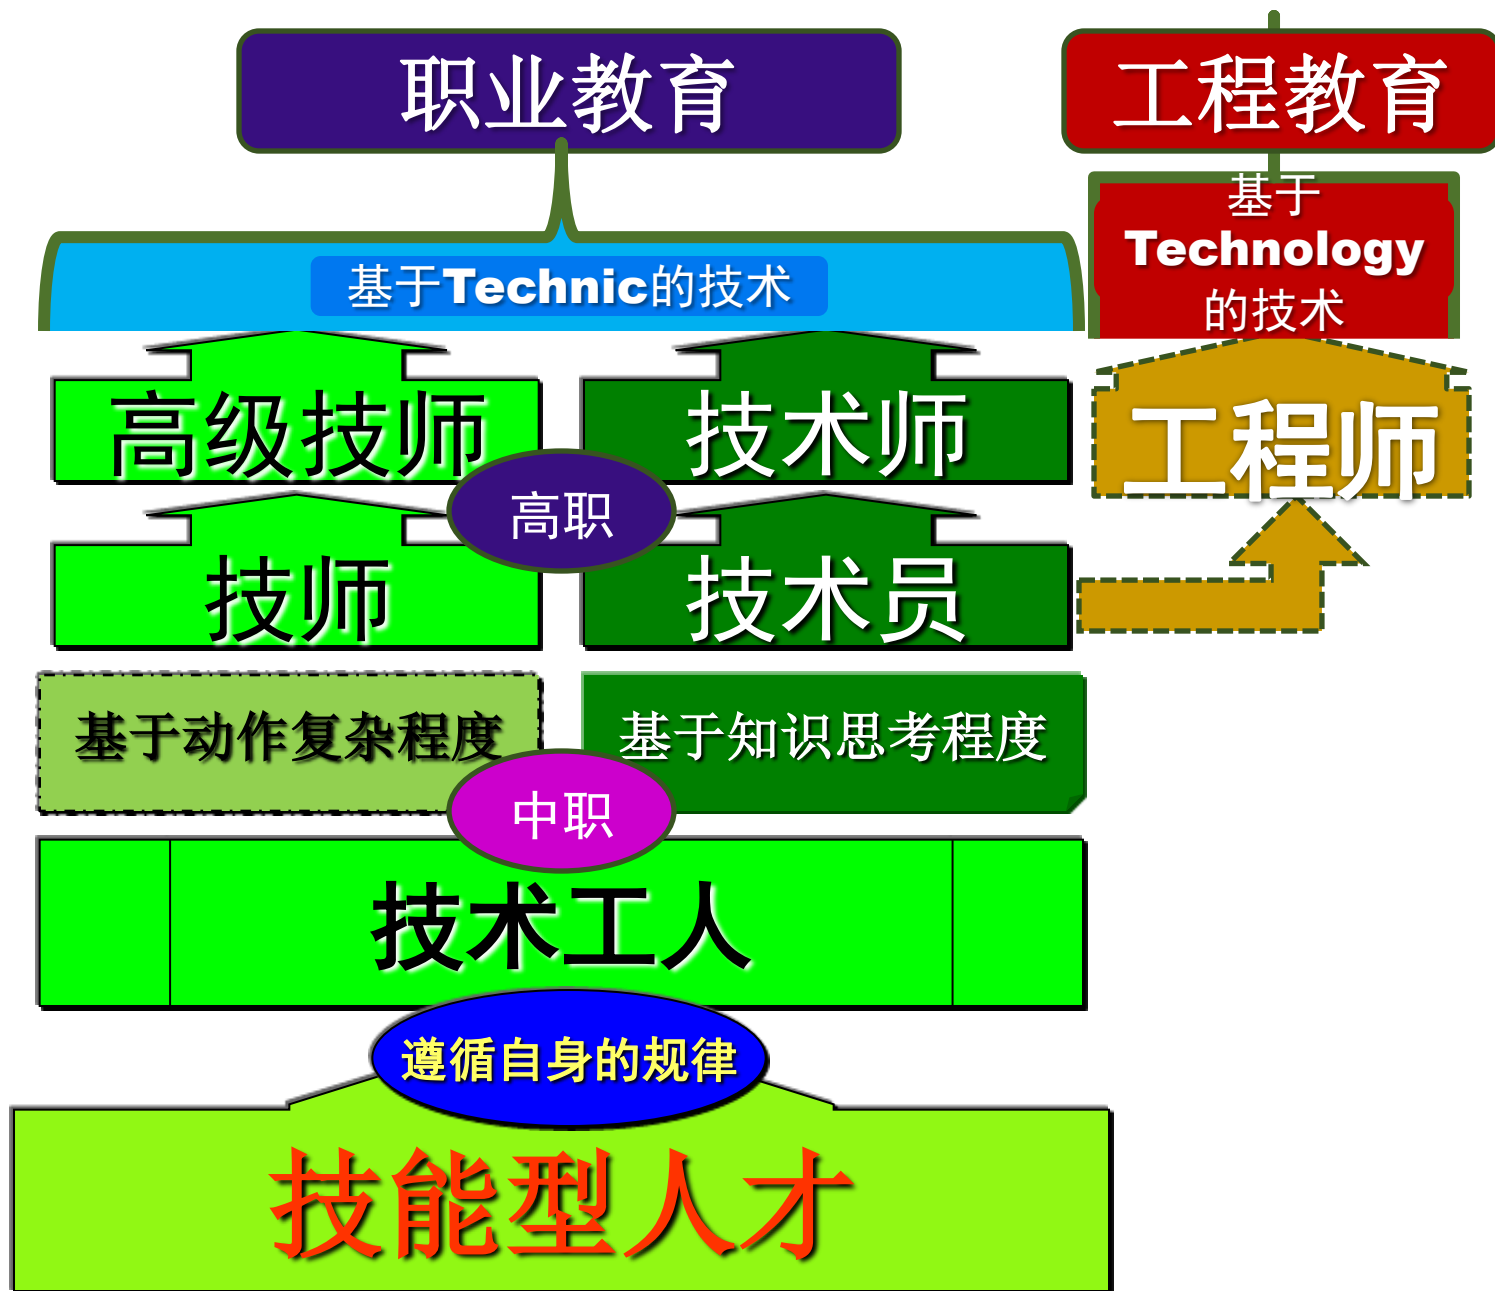 职业教育
工程教育
基于
Technology
的技术
基于Technic的技术
高级技师
技术师
工程师
高职
技师
技术员
基于动作复杂程度
基于知识思考程度
中职
技术工人
遵循自身的规律
技能型人才